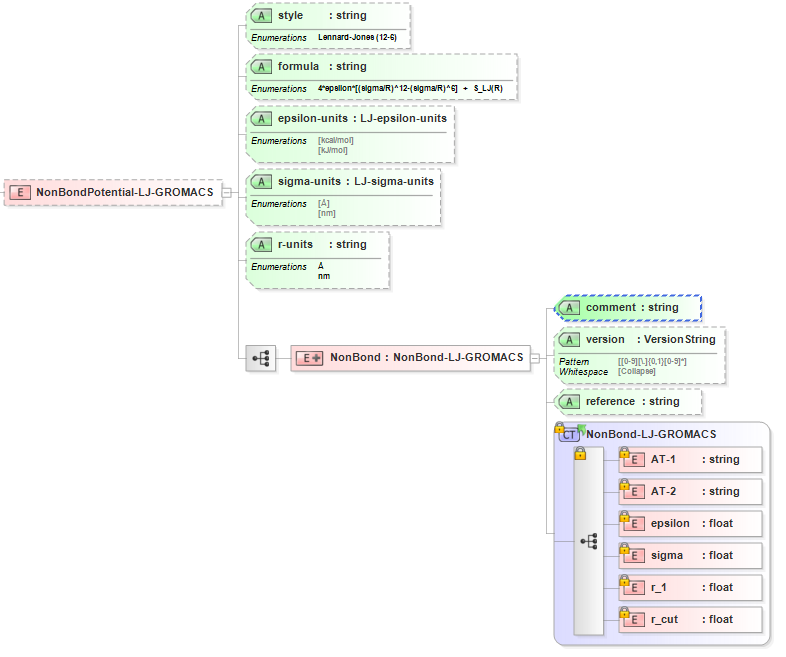 A style : string
Enumerations Lennard-Jones (12-6)
A formula : string
Enumerations 4*epsilon*[(sigma/R)^12-(sigma/R)^6] + S_LJ(R)
A epsilon-units : LJ-epsilon-units
Enumerations [kcal/mol]
[kJ/mol]
A sigma-units : LJ-sigma-units
Enumerations [Å]
[nm]
E NonBondPotential-LJ-GROMACS
A r-units : string
Enumerations Å
nm
A comment : string
A version : VersionString
E NonBond : NonBond-LJ-GROMACS
Pattern [[0-9][\.]{0,1}[0-9]*]
Whitespace [Collapse]
A reference : string
CT NonBond-LJ-GROMACS
E AT-1 : string
E AT-2 : string
E epsilon : float
E sigma : float
E r_1 : float
E r_cut : float